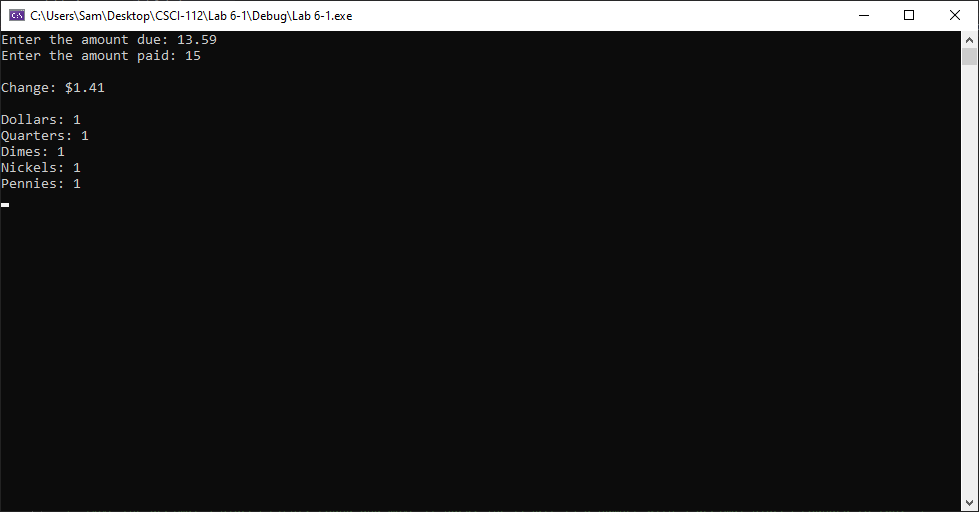 C:\Users\Sam\Desktop\CSCI-112\Lab 6-1\Debug\Lab 6-1.exe
Enter the amount due: 13.59
Enter the amount paid: 15
Change: $1.41
Dollars: 1
Quarters: 1
Dimes: 1
Nickels: 1
Pennies: 1